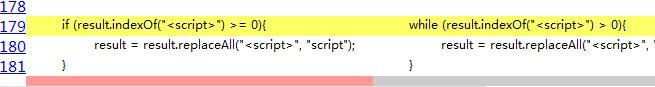 178
179 if (result.indexOf("<script>") >= 0){ while (result.indexOf("<script>") > 0){
180 result = result.replaceAll("<script>", "script"); result = result.replaceAll("<script>", "
181 } }